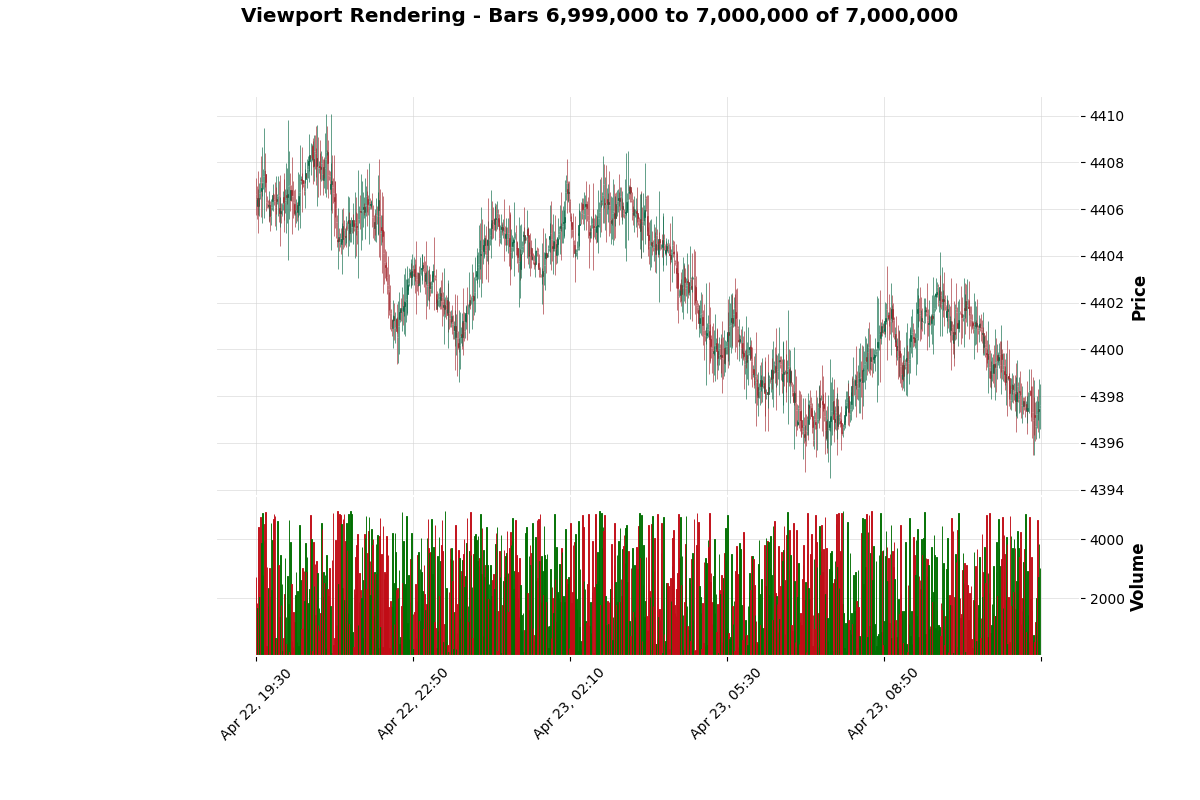 Viewport Rendering - Bars 6,999,000 to 7,000,000 of 7,000,000
4410
4408
4406
4404
4402
4400
4398
4396
4394
Price
4000
2000
Volume
Apr 22, 19:30
Apr 22, 22:50
Apr 23, 02:10
Apr 23, 05:30
Apr 23, 08:50